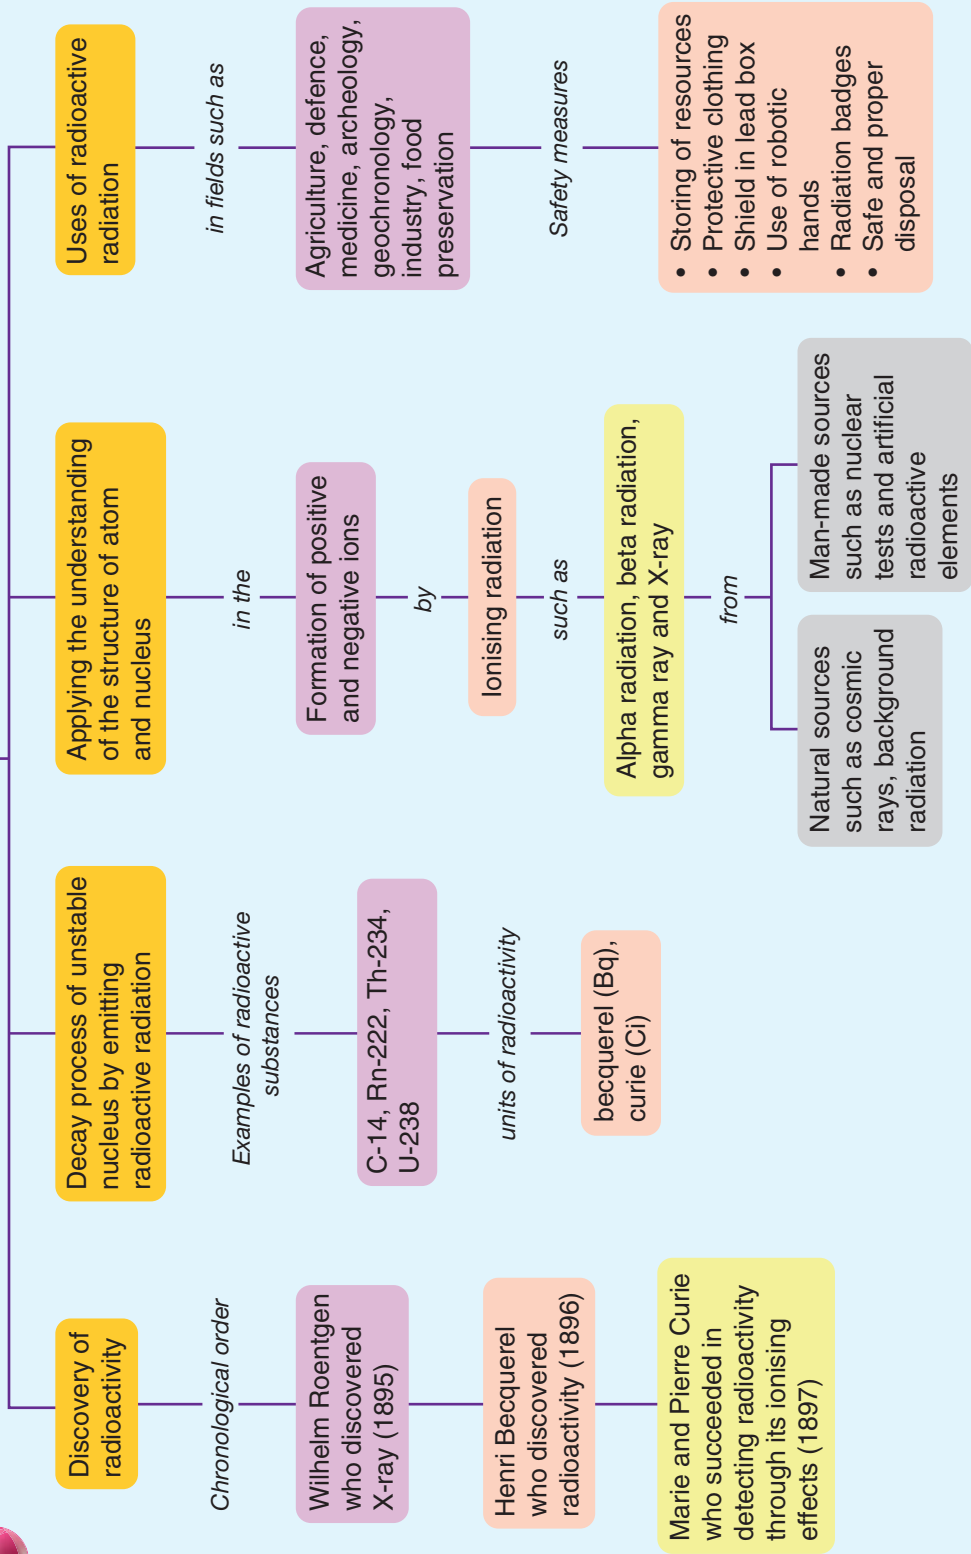 Discovery of
radioactivity
Chronological order
Wilhelm Roentgen
who discovered
X-ray (1895)
Henri Becquerel
who discovered
radioactivity (1896)
Marie and Pierre Curie
who succeeded in
detecting radioactivity
through its ionising
effects (1897)
Decay process of unstable
nucleus by emitting
radioactive radiation
Examples of radioactive
substances
C-14, Rn-222, Th-234,
U-238
units of radioactivity
becquerel (Bq),
curie (Ci)
Applying the understanding
of the structure of atom
and nucleus
in the
Formation of positive
and negative ions
by
Ionising radiation
such as
Alpha radiation, beta radiation,
gamma ray and X-ray
from
Natural sources
such as cosmic
rays, background
radiation
Man-made sources
such as nuclear
tests and artificial
radioactive
elements
Uses of radioactive
radiation
in fields such as
Agriculture, defence,
medicine, archeology,
geochronology,
industry, food
preservation
Safety measures
• Storing of resources
• Protective clothing
• Shield in lead box
• Use of robotic
hands
• Radiation badges
• Safe and proper
disposal